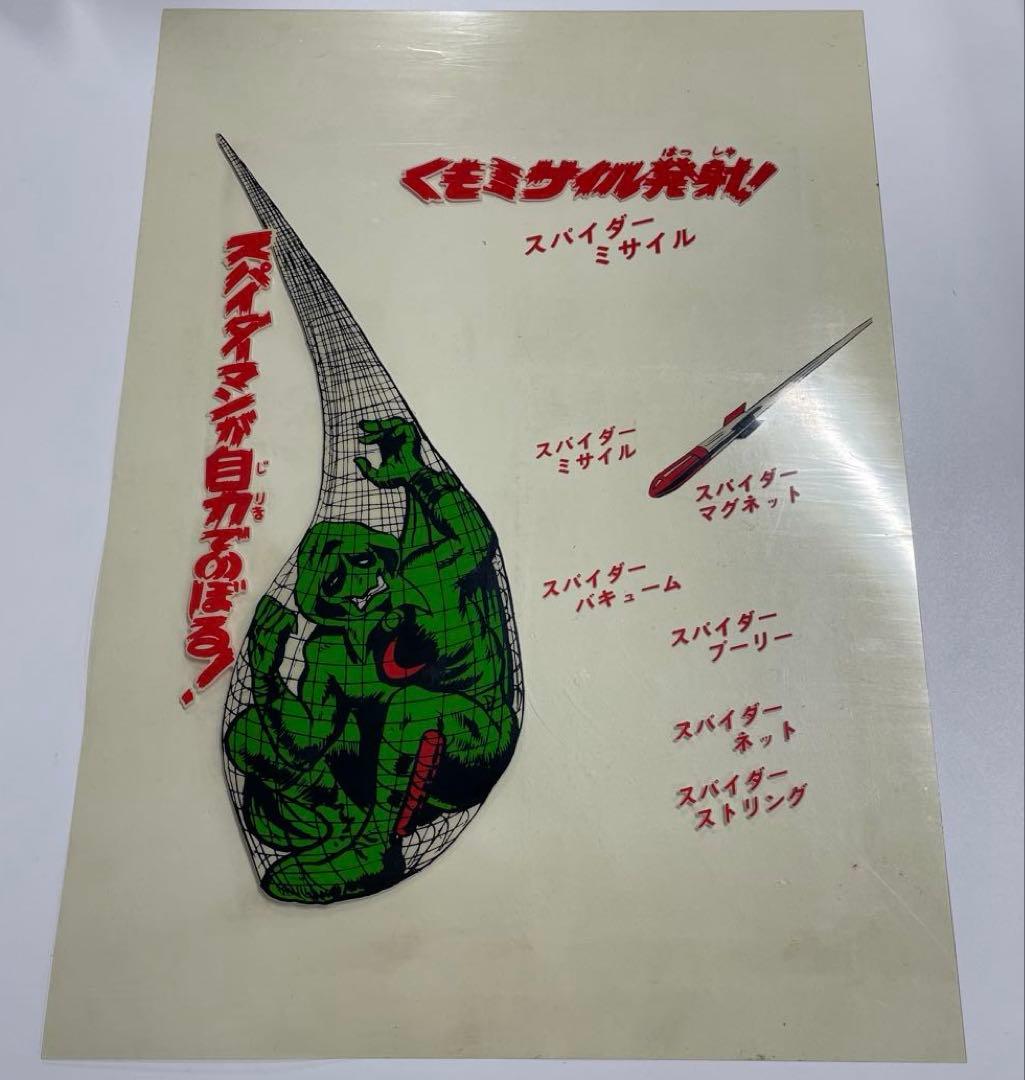 くもミサイル発射!
はっしゃ
スパイダー
ミサイル
スパイダーマンが自力でのぼる!
じりき
スパイダー
ミサイル
スパイダー
マグネット
スパイダー
バキューム
スパイダー
プーリー
スパイダー
ネット
スパイダー
ストリング